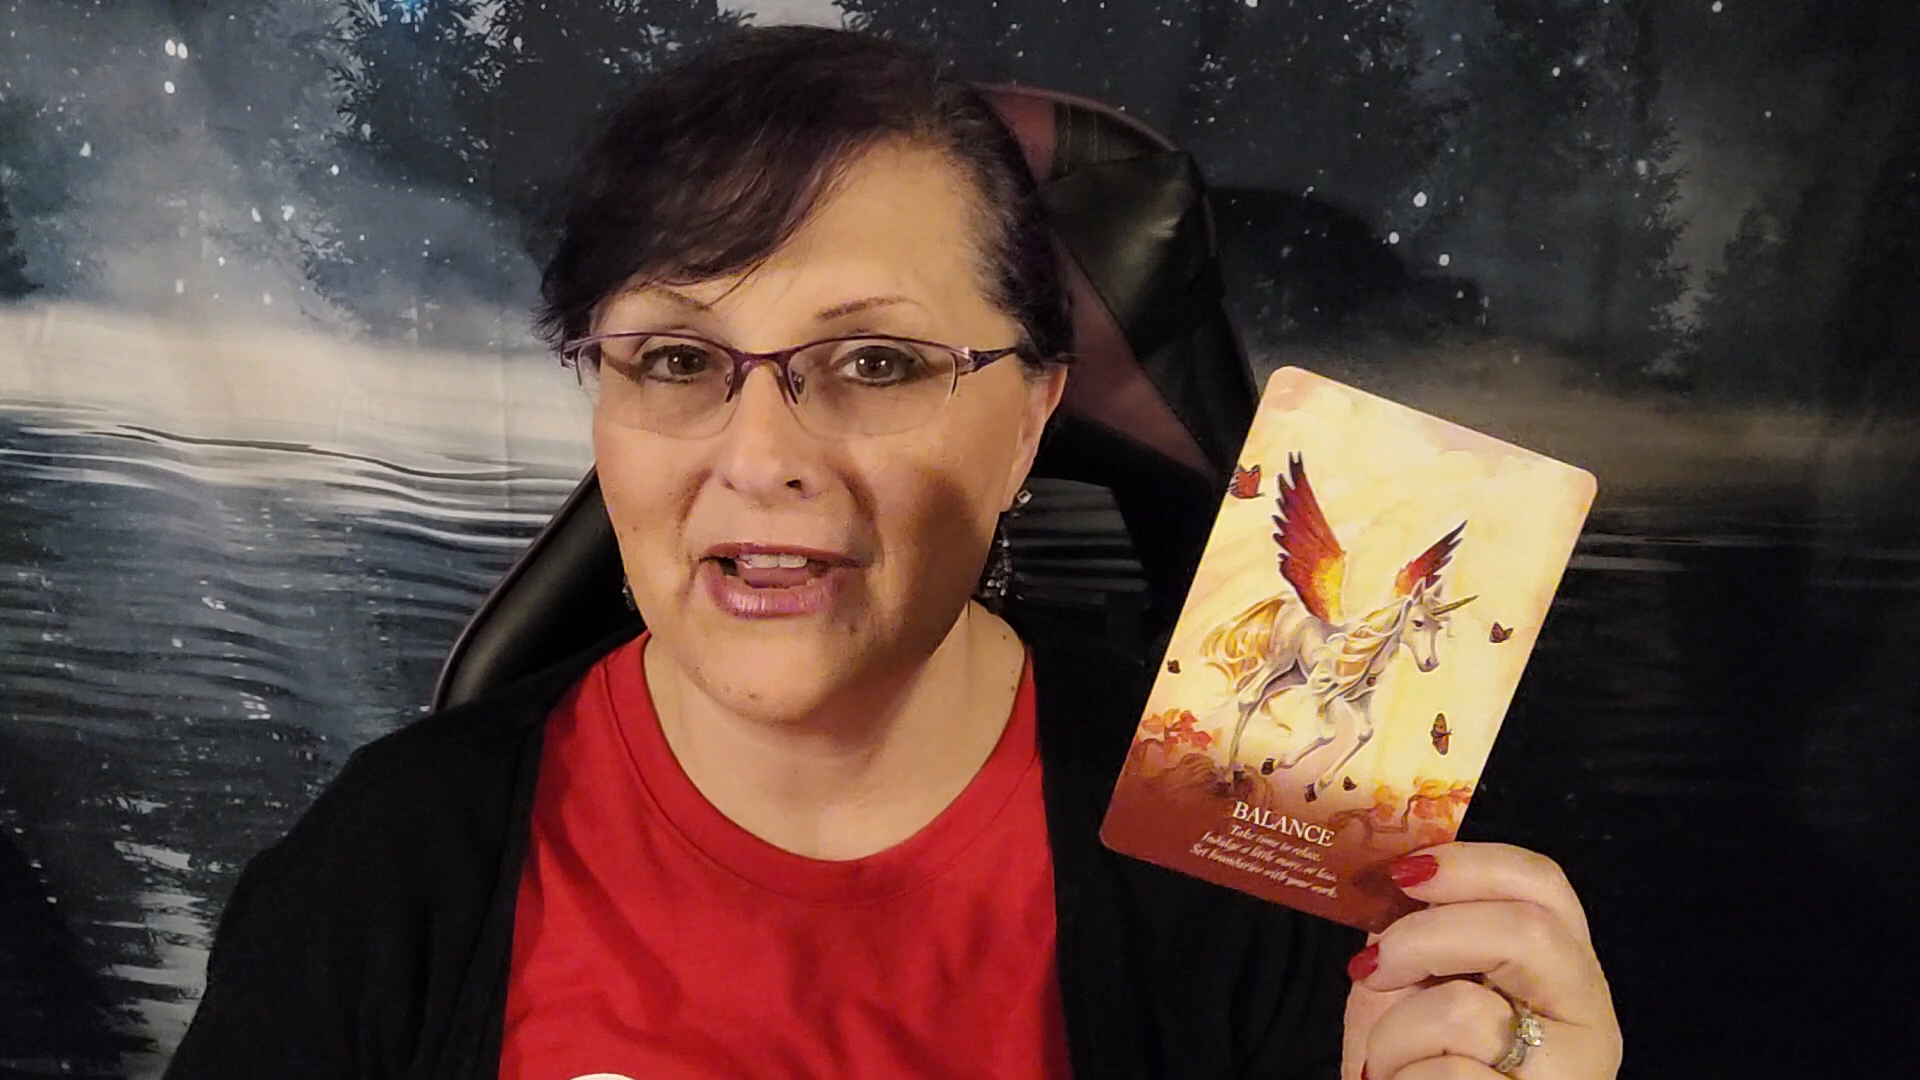 BALANCE
Take time to relax.
Indulge a little more, or less.
Set boundaries with your work.